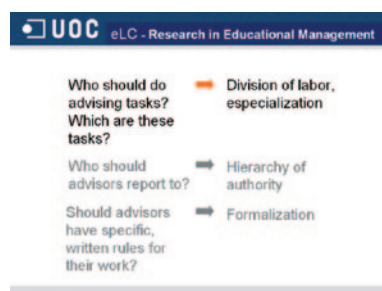 UOC eLC - Research in Educational Management
Who should do
advising tasks?
Which are these
tasks?
Division of labor,
especialization
Who should
advisors report to?
Hierarchy of
authority
Should advisors
have specific,
written rules for
their work?
Formalization